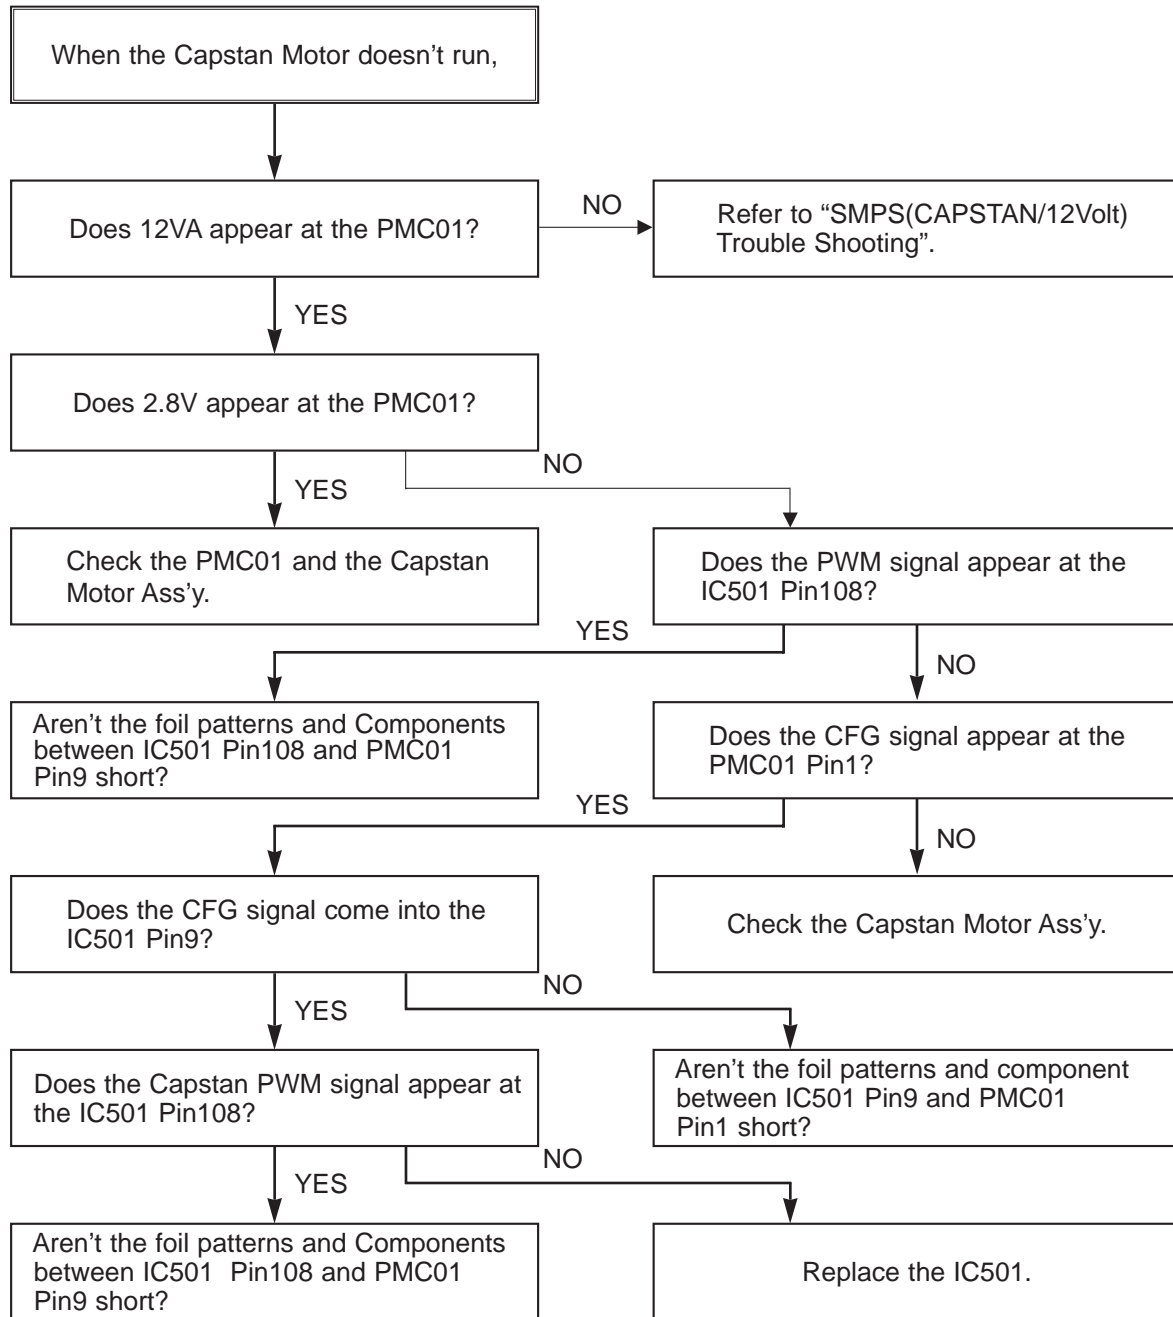 When the Capstan Motor doesn't run,
Does 12VA appear at the PMC01?
NO
Refer to “SMPS(CAPSTAN/12Volt)
Trouble Shooting”.
YES
Does 2.8V appear at the PMC01?
NO
YES
Check the PMC01 and the Capstan
Motor Ass'y.
Does the PWM signal appear at the
IC501 Pin108?
YES
NO
Aren't the foil patterns and Components
between IC501 Pin108 and PMC01
Pin9 short?
Does the CFG signal appear at the
PMC01 Pin1?
YES
NO
Does the CFG signal come into the
IC501 Pin9?
Check the Capstan Motor Ass'y.
NO
YES
Does the Capstan PWM signal appear at
the IC501 Pin108?
Aren't the foil patterns and component
between IC501 Pin9 and PMC01
Pin1 short?
NO
YES
Aren't the foil patterns and Components
between IC501 Pin108 and PMC01
Pin9 short?
Replace the IC501.